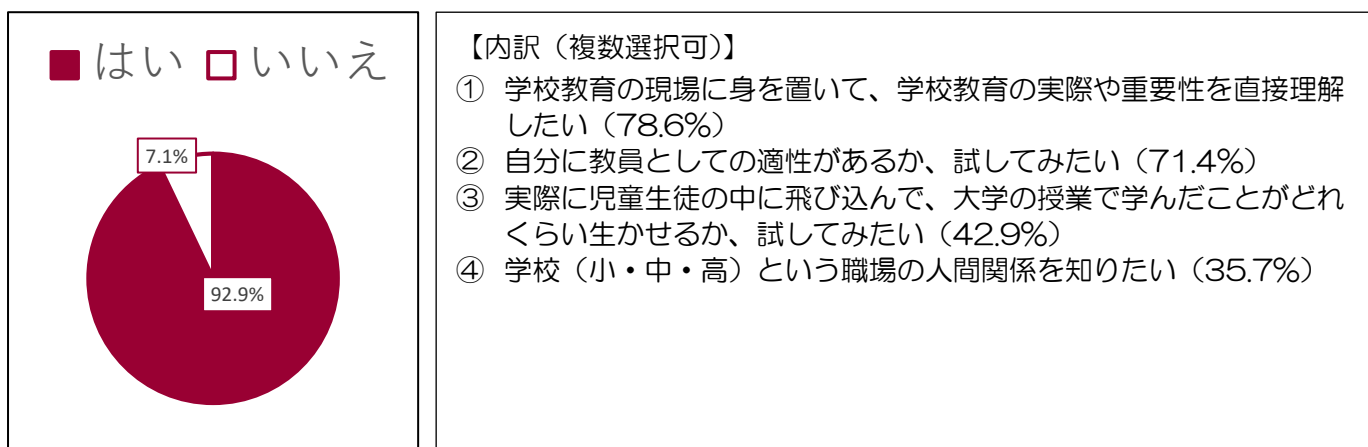 はい いいえ
7.1%
92.9%
【内訳（複数選択可）】
① 学校教育の現場に身を置いて、学校教育の実際や重要性を直接理解
したい（78.6%）
② 自分に教員としての適性があるか、試してみたい（71.4%）
③ 実際に児童生徒の中に飛び込んで、大学の授業で学んだことがどれ
くらい生かせるか、試してみたい（42.9%）
④ 学校（小・中・高）という職場の人間関係を知りたい（35.7%）